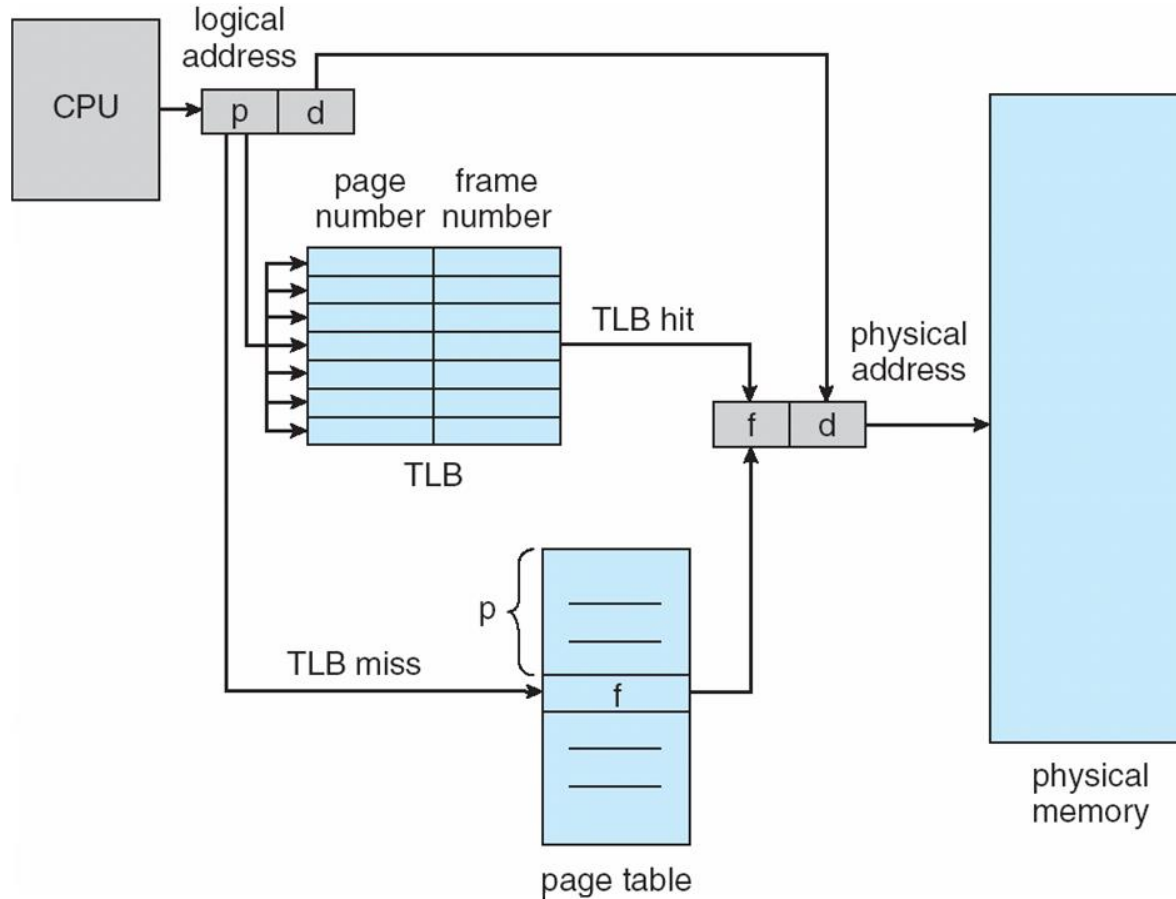 logical
address
CPU
p
d
page
number
frame
number
TLB hit
physical
address
f
d
TLB
p
TLB miss
f
physical
memory
page table